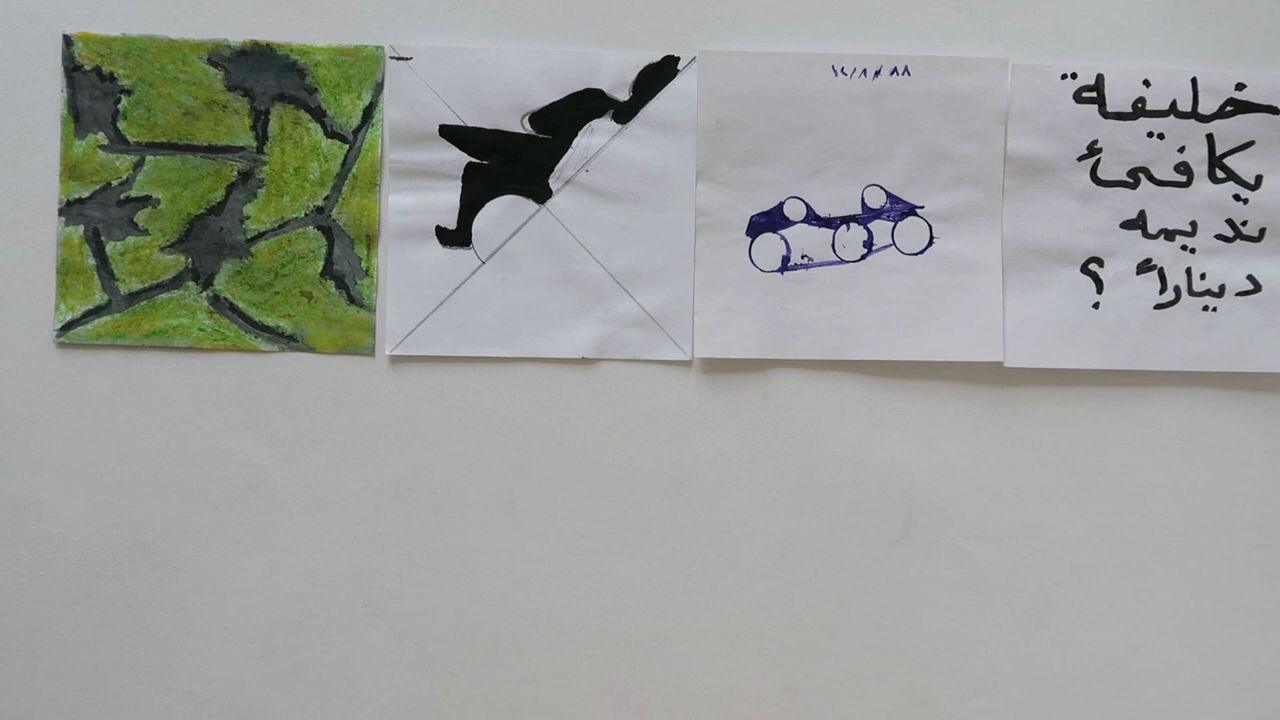 خليفة
يكافئ
نديمه
ديناراً ؟